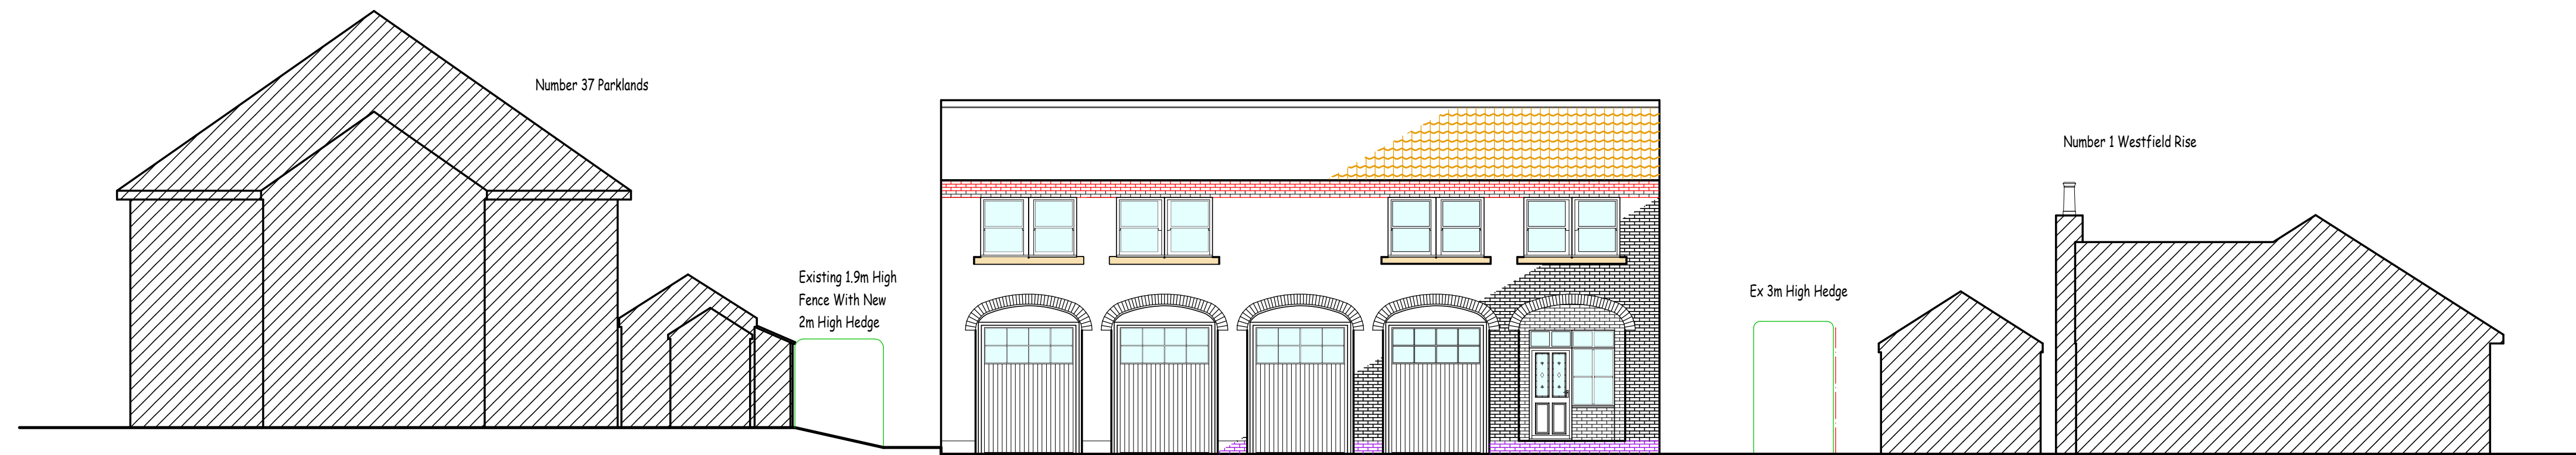 Number 37 Parklands
Existing 1.9m High
Fence With New
2m High Hedge
Ex 3m High Hedge
Number 1 Westfield Rise